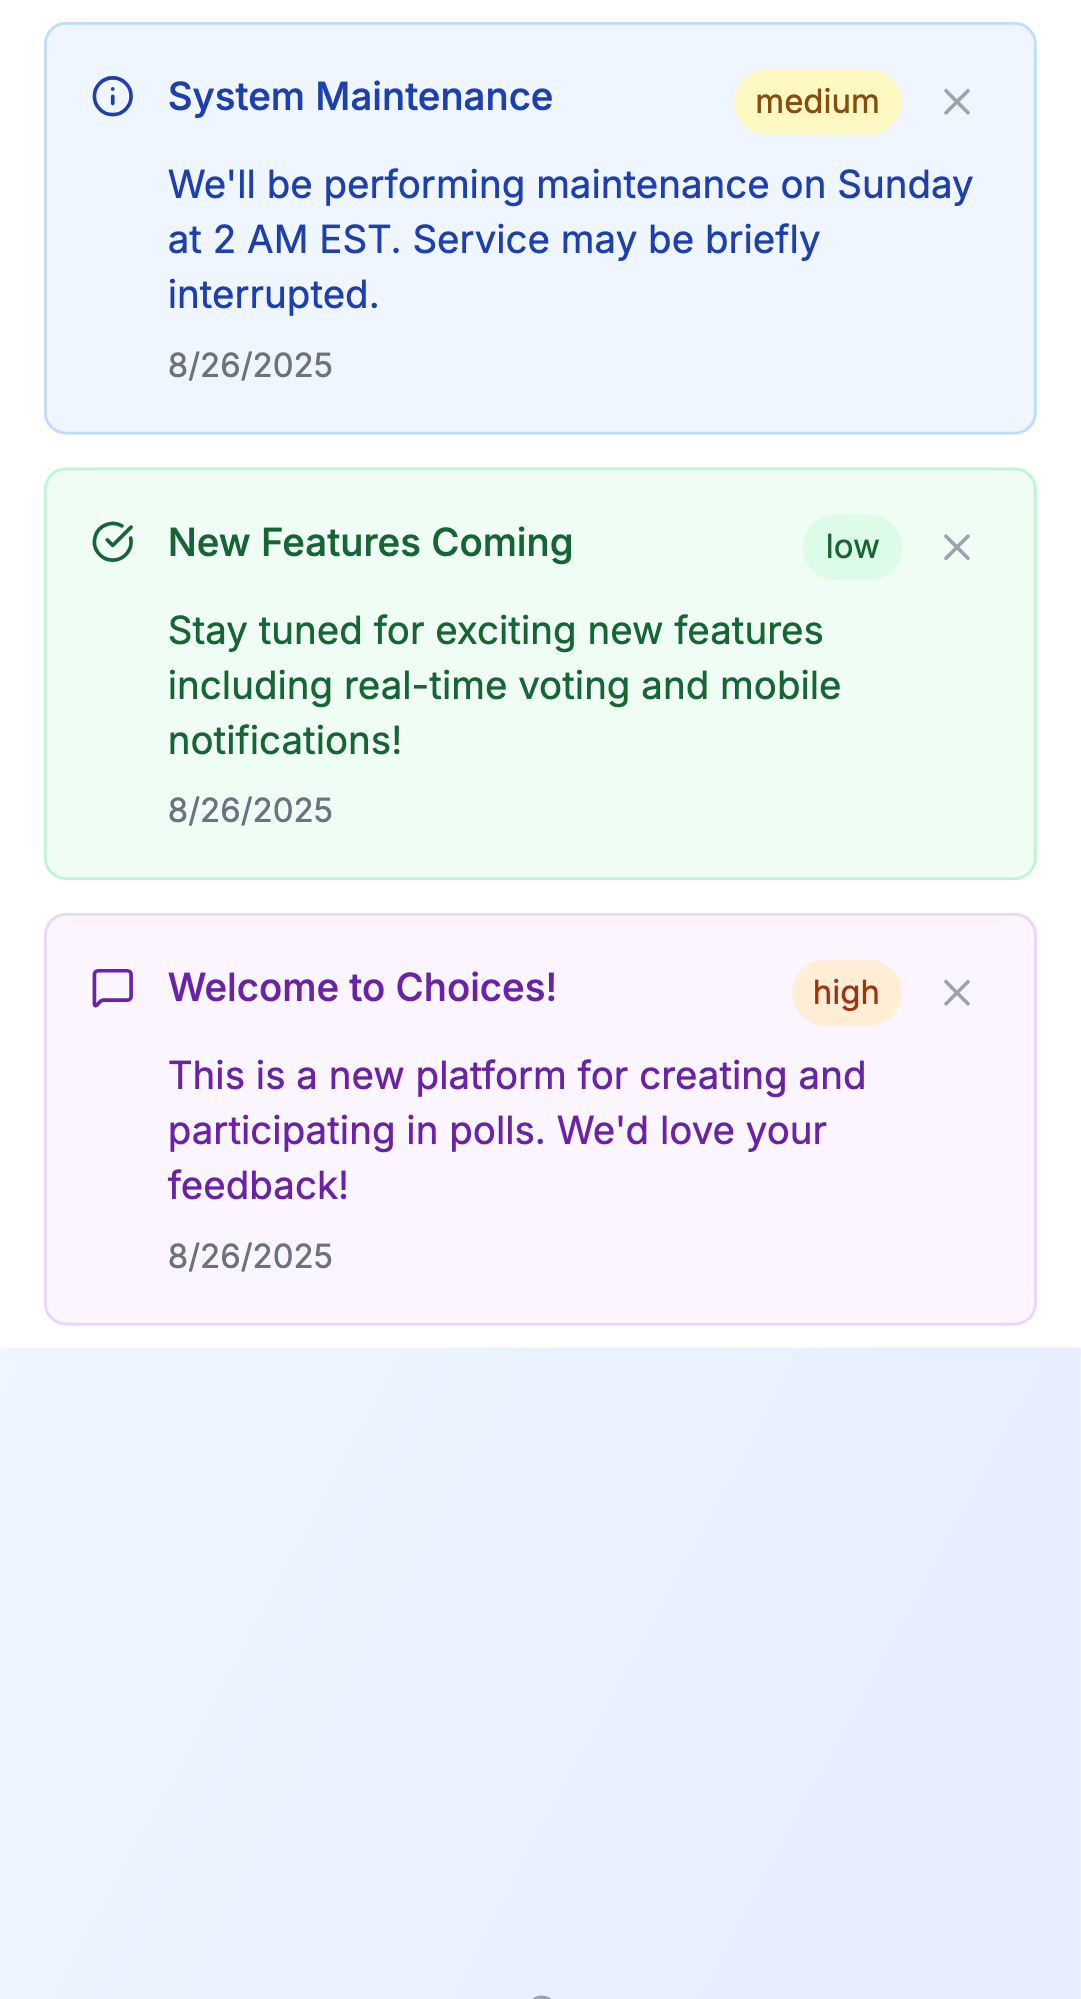 System Maintenance
medium
We'll be performing maintenance on Sunday
at 2 AM EST. Service may be briefly
interrupted.
8/26/2025
New Features Coming
low
Stay tuned for exciting new features
including real-time voting and mobile
notifications!
8/26/2025
Welcome to Choices!
high
This is a new platform for creating and
participating in polls. We'd love your
feedback!
8/26/2025